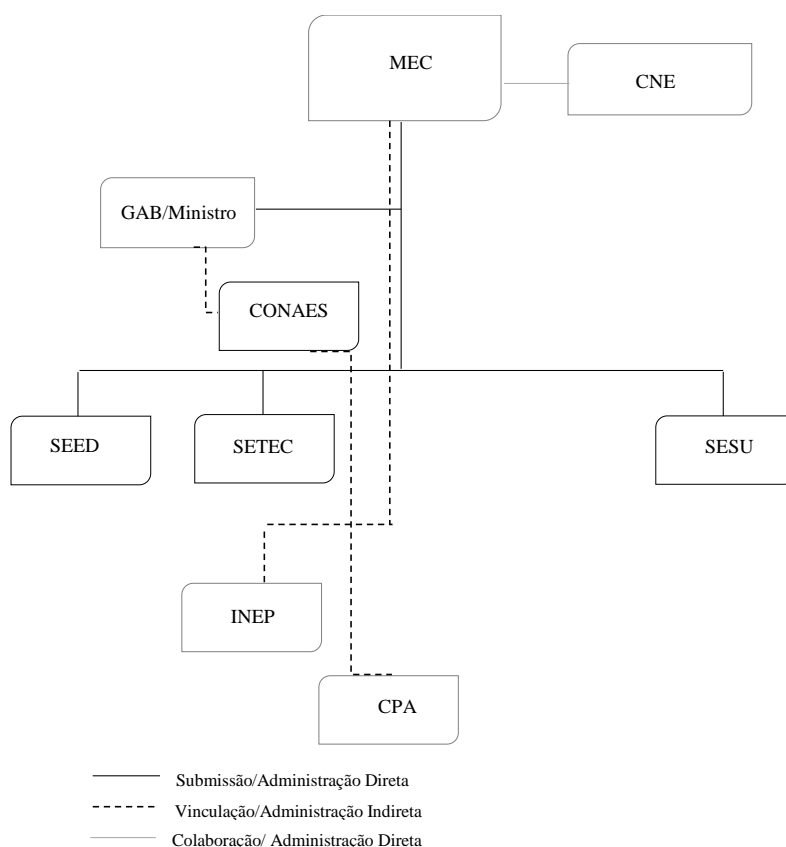 MEC
CNE
GAB/Ministro
CONAES
SEED
SETEC
SESU
INEP
CPA
Submissão/Administração Direta
Vinculação/Administração Indireta
Colaboração/ Administração Direta